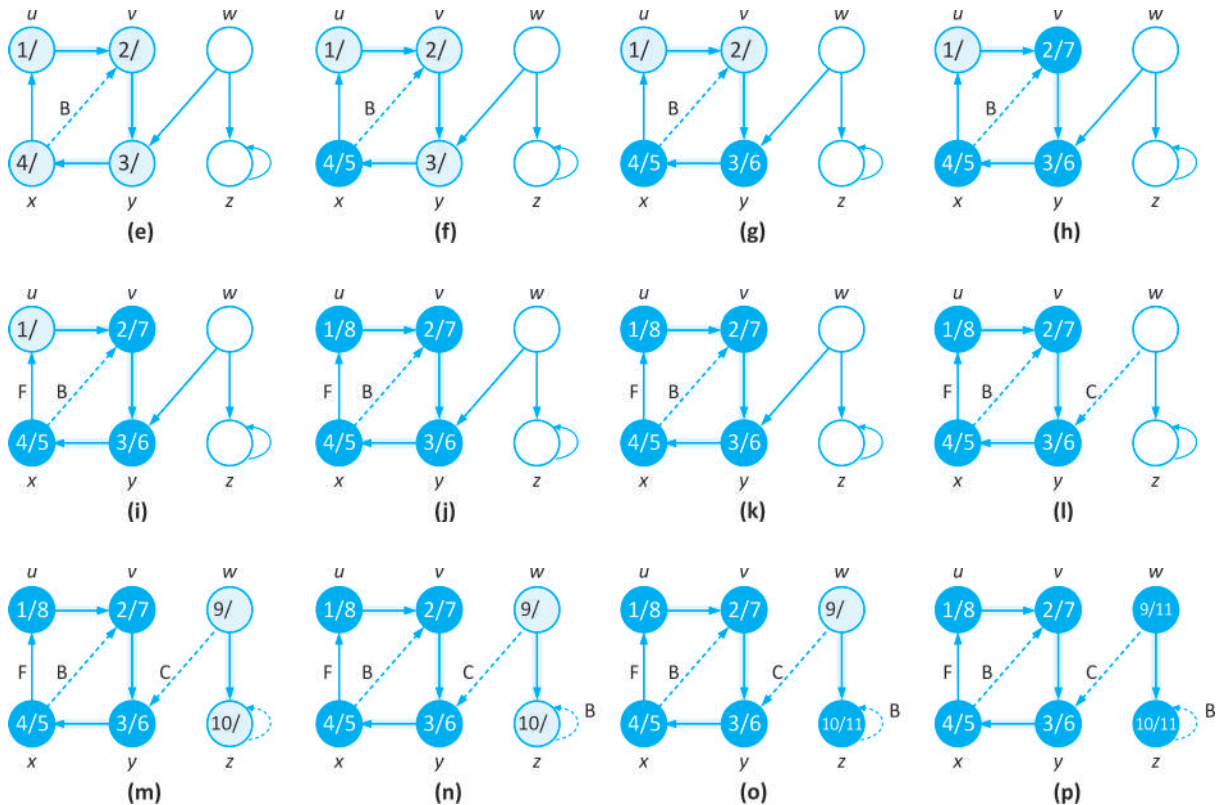 u v w u v w u v w u v w
1/ 2/ 1/ 2/ 1/ 2/ 1/ 2/7
B B B B
4/ 3/ 4/5 3/ 4/5 3/6 4/5 3/6
x y z x y z x y z x y z
(e) (f) (g) (h)
u v w u v w u v w u v w
1/ 2/7 1/8 2/7 1/8 2/7 1/8 2/7
F B F B F B F B C
4/5 3/6 4/5 3/6 4/5 3/6 4/5 3/6
x y z x y z x y z x y z
(i) (j) (k) (l)
u v w u v w u v w u v w
1/8 2/7 9/ 1/8 2/7 9/ 1/8 2/7 9/ 1/8 2/7 9/11
F B C F B C F B C F B C
4/5 3/6 10/ 4/5 3/6 10/ B 4/5 3/6 10/11 B 4/5 3/6 10/11 B
x y z x y z x y z x y z
(m) (n) (o) (p)